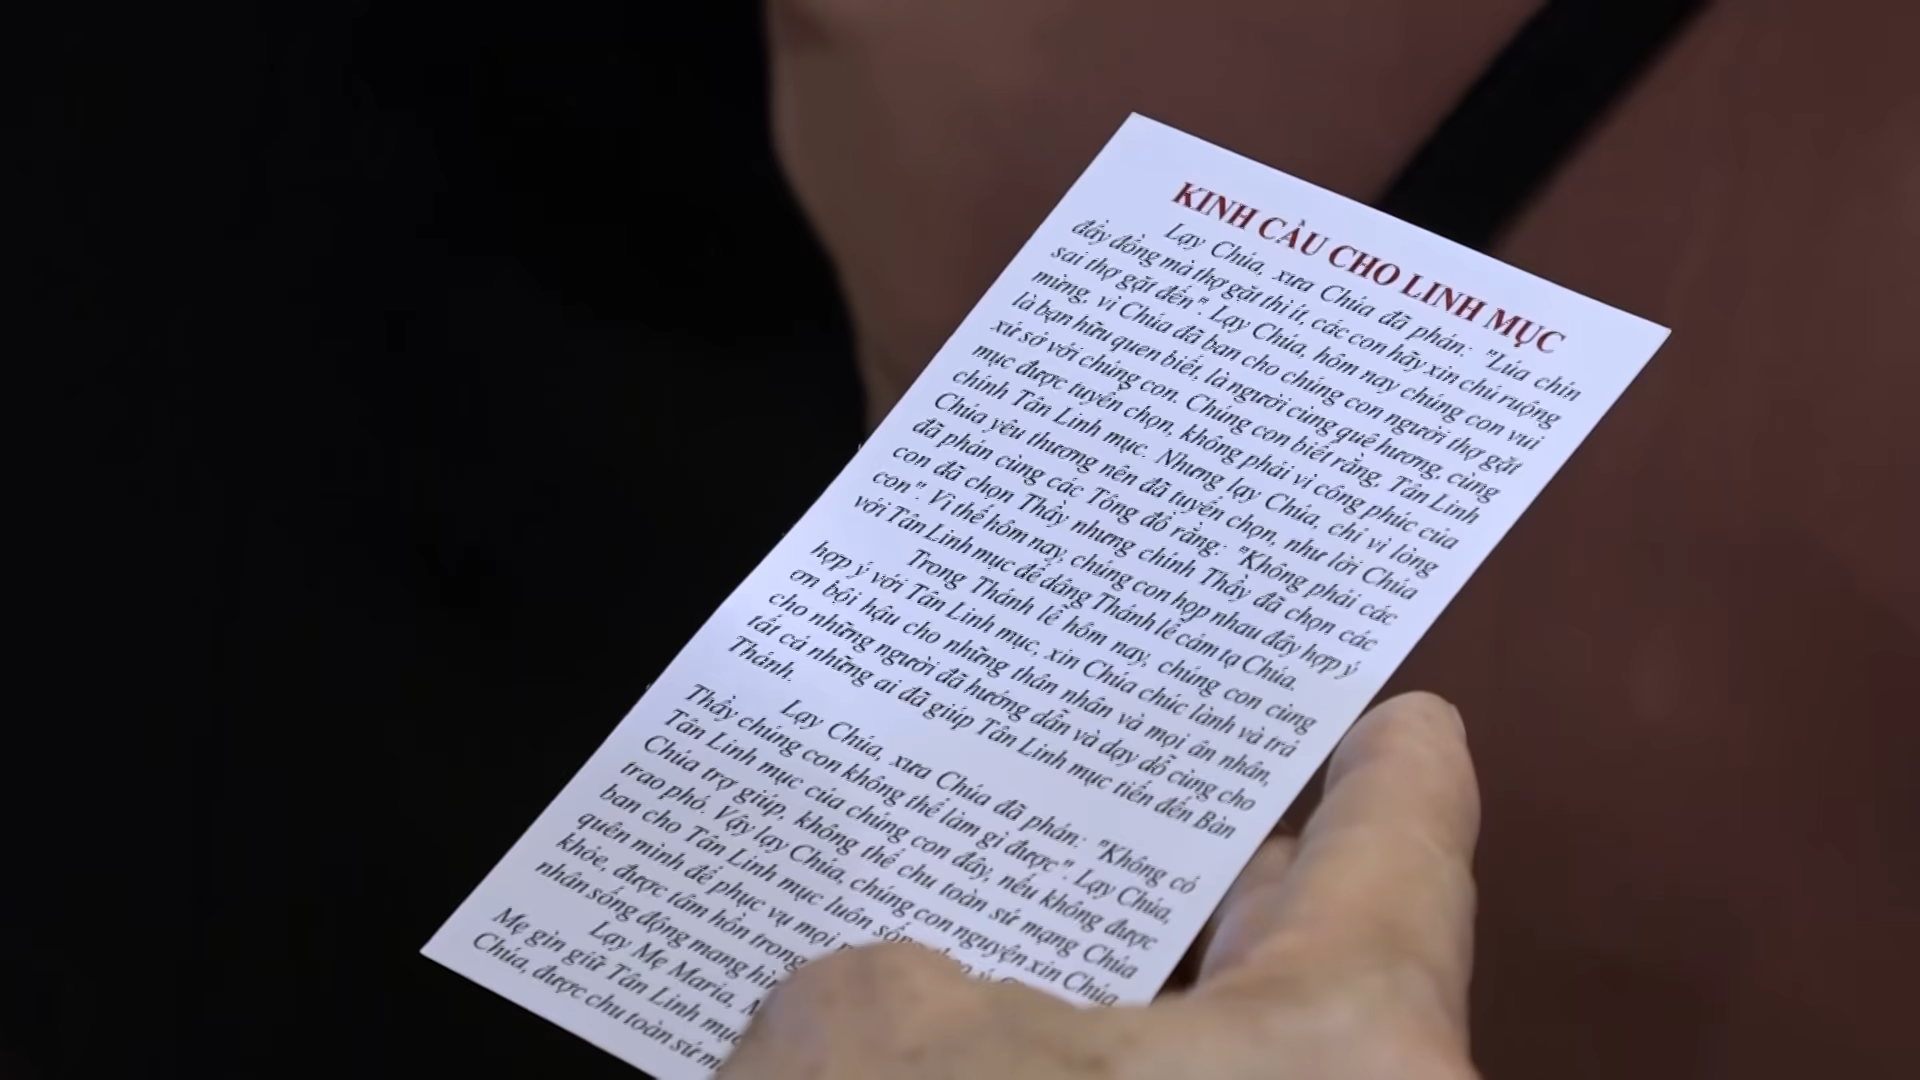 KINH CẦU CHO LINH MỤC
Lạy Chúa, xưa Chúa đã phán: "Lúa chín
đầy đồng mà thợ gặt thì ít, các con hãy xin chủ ruộng
sai thợ gặt đến". Lạy Chúa, hôm nay chúng con vui
mừng, vì Chúa đã ban cho chúng con người thợ gặt
là bạn hữu quen biết, là người cùng quê hương, cùng
xứ sở với chúng con. Chúng con biết rằng, Tân Linh
mục được tuyển chọn, không phải vì công phúc của
chính Tân Linh mục. Nhưng lạy Chúa, chỉ vì lòng
Chúa yêu thương nên đã tuyển chọn, như lời Chúa
đã phán cùng các Tông đồ rằng: "Không phải các
con đã chọn Thầy nhưng chính Thầy đã chọn các
con". Vì thế hôm nay, chúng con họp nhau đây hợp ý
với Tân Linh mục để dâng Thánh lễ cảm tạ Chúa.
Trong Thánh lễ hôm nay, chúng con cùng
hợp ý với Tân Linh mục, xin Chúa chúc lành và trả
ơn bội hậu cho những thân nhân và mọi ân nhân,
cho những người đã hướng dẫn và dạy dỗ cùng cho
tất cả những ai đã giúp Tân Linh mục tiến đến Bàn
Thánh.
Lạy Chúa, xưa Chúa đã phán: "Không có
Thầy chúng con không thể làm gì được". Lạy Chúa,
Tân Linh mục của chúng con đây, nếu không được
Chúa trợ giúp, không thể chu toàn sứ mạng Chúa
trao phó. Vậy lạy Chúa, chúng con nguyện xin Chúa
ban cho Tân Linh mục luôn sống theo ý
quên mình để phục vụ mọi
khỏe, được tâm hồn trong
nhân sống động mang
Lạy Mẹ Maria,
Mẹ gìn giữ Tân Linh mục
Chúa, được chu toàn sứ